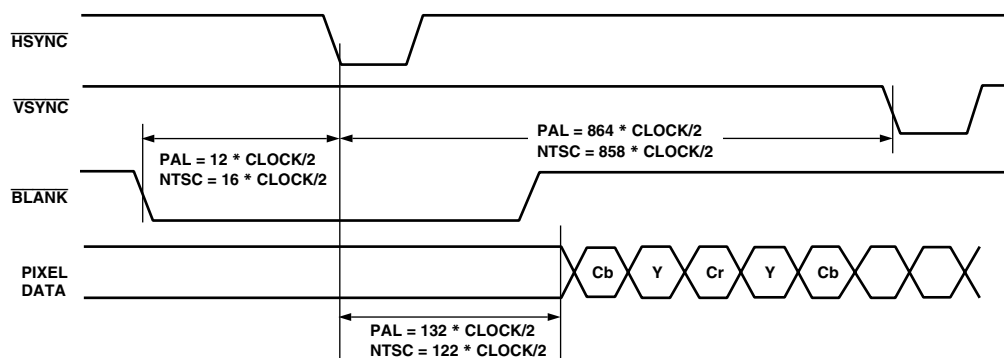 HSYNC
VSYNC
PAL = 864 * CLOCK/2
NTSC = 858 * CLOCK/2
PAL = 12 * CLOCK/2
NTSC = 16 * CLOCK/2
BLANK
PIXEL
DATA
Cb Y Cr Y Cb
PAL = 132 * CLOCK/2
NTSC = 122 * CLOCK/2